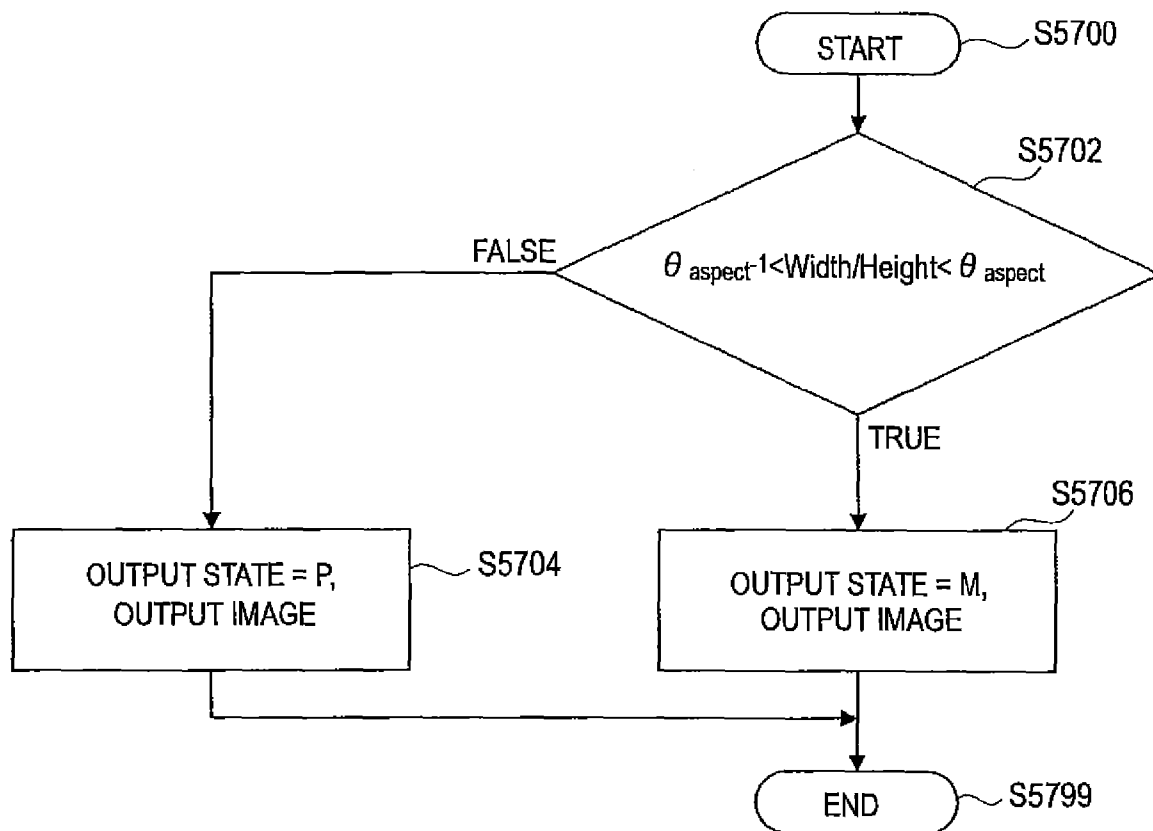 START
S5700
S5702
FALSE
θ aspect-1<Width/Height< θ aspect
TRUE
S5706
OUTPUT STATE = P,
OUTPUT IMAGE
S5704
OUTPUT STATE = M,
OUTPUT IMAGE
END
S5799